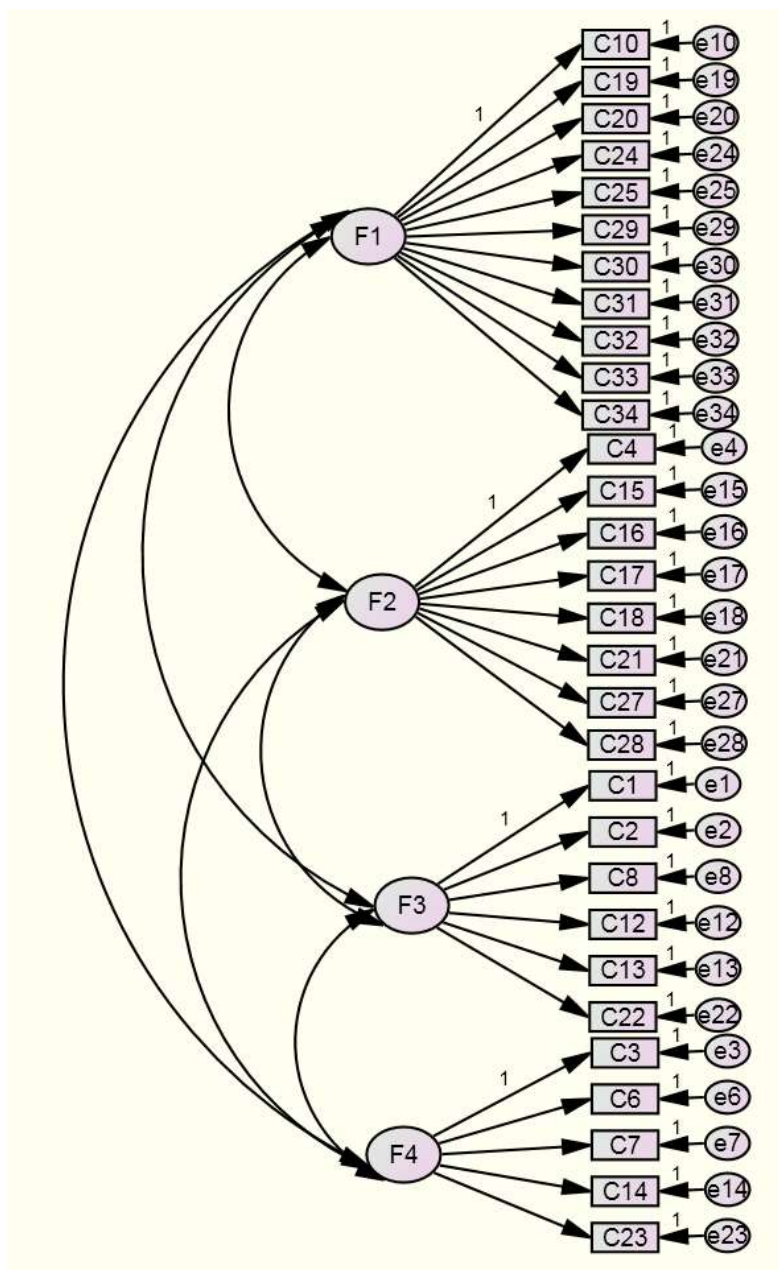 1
C10 e10
1
C19 e19
1
1
C20 e20
1
C24 e24
1
C25 e25
1
F1 C29 e29
1
C30 e30
1
C31 e31
1
C32 e32
1
C33 e33
1
C34 e34
1
C4 e4
1
1
C15 e15
1
C16 e16
1
C17 e17
F2
1
C18 e18
1
C21 e21
1
C27 e27
1
C28 e28
1
C1 e1
1
1
C2 e2
1
C8 e8
F3
1
C12 e12
1
C13 e13
1
C22 e22
1
C3 e3
1
1
C6 e6
1
C7 e7
F4
1
C14 e14
1
C23 e23